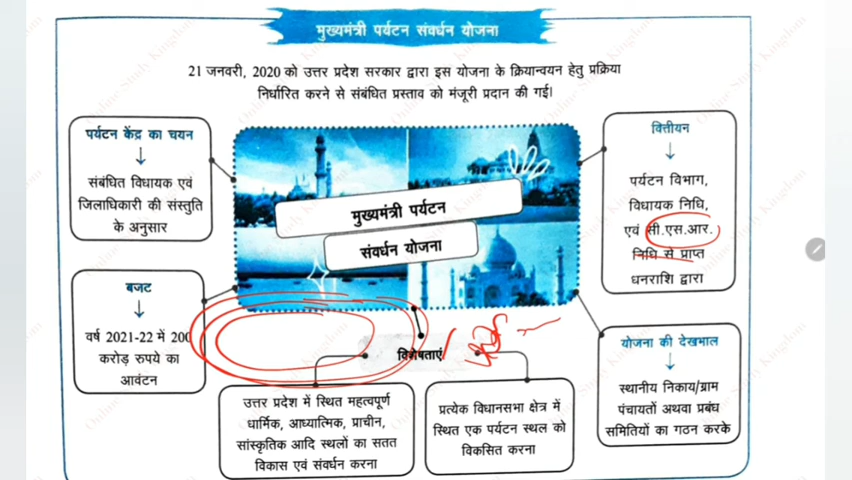 मुख्यमंत्री पर्यटन संवर्धन योजना
21 जनवरी, 2020 को उत्तर प्रदेश सरकार द्वारा इस योजना के क्रियान्वयन हेतु प्रक्रिया
निर्धारित करने से संबंधित प्रस्ताव को मंजूरी प्रदान की गई।
पर्यटन केंद्र का चयन
संबंधित विधायक एवं
जिलाधिकारी की संस्तुति
के अनुसार
बजट
वर्ष 2021-22 में 200
करोड़ रुपये का
आवंटन
मुख्यमंत्री पर्यटन
संवर्धन योजना
वित्तीयन
पर्यटन विभाग,
विधायक निधि,
एवं सी.एस.आर.
निधि से प्राप्त
धनराशि द्वारा
योजना की देखभाल
स्थानीय निकाय/ग्राम
पंचायतों अथवा प्रबंध
समितियों का गठन करके
विशेषताएं
उत्तर प्रदेश में स्थित महत्वपूर्ण
धार्मिक, आध्यात्मिक, प्राचीन,
सांस्कृतिक आदि स्थलों का सतत
विकास एवं संवर्धन करना
प्रत्येक विधानसभा क्षेत्र में
स्थित एक पर्यटन स्थल को
विकसित करना
Online Study Kingdom